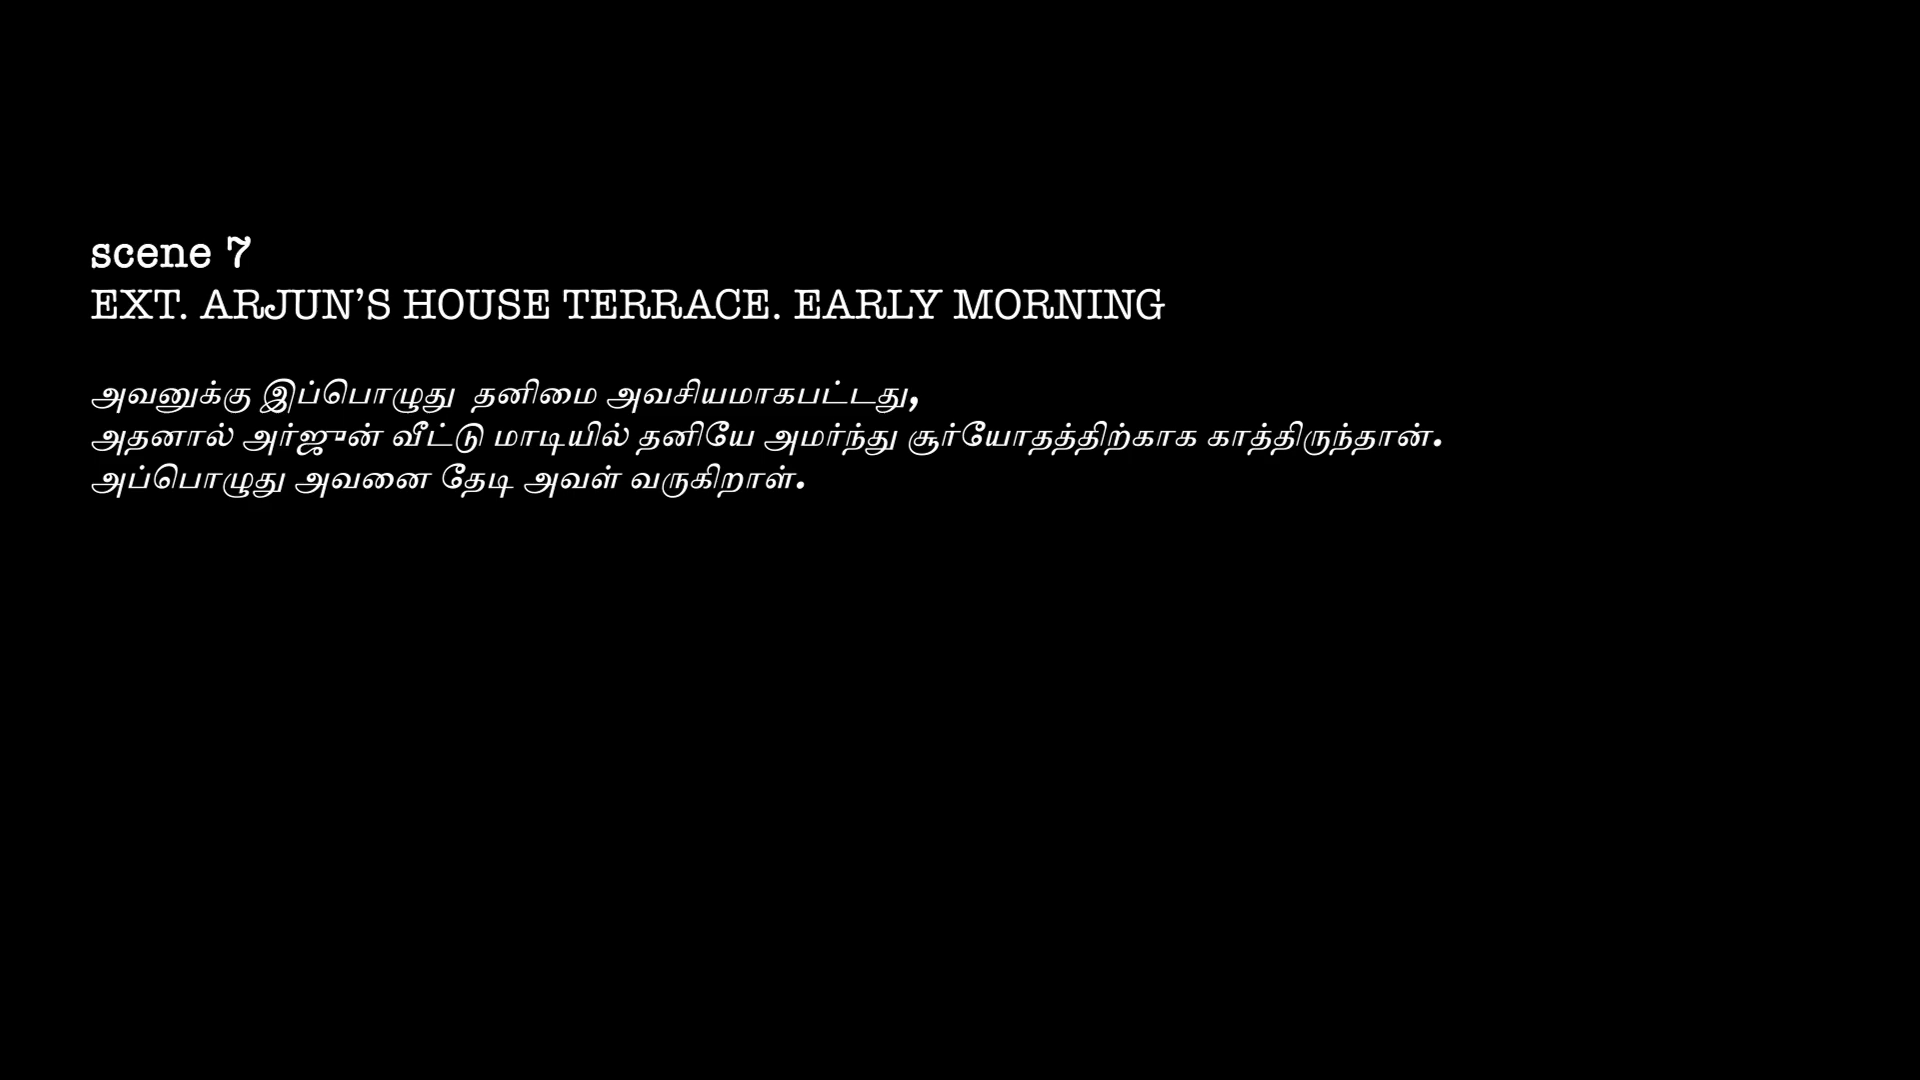 scene 7
EXT. ARJUN’S HOUSE TERRACE. EARLY MORNING
அவனுக்கு இப்பொழுது  தனிமை அவசியமாகபட்டது,
அதனால் அர்ஜுன் வீட்டு மாடியில் தனியே அமர்ந்து சூர்யோதத்திற்காக காத்திருந்தான்.
அப்பொழுது அவனை தேடி அவள் வருகிறாள்.